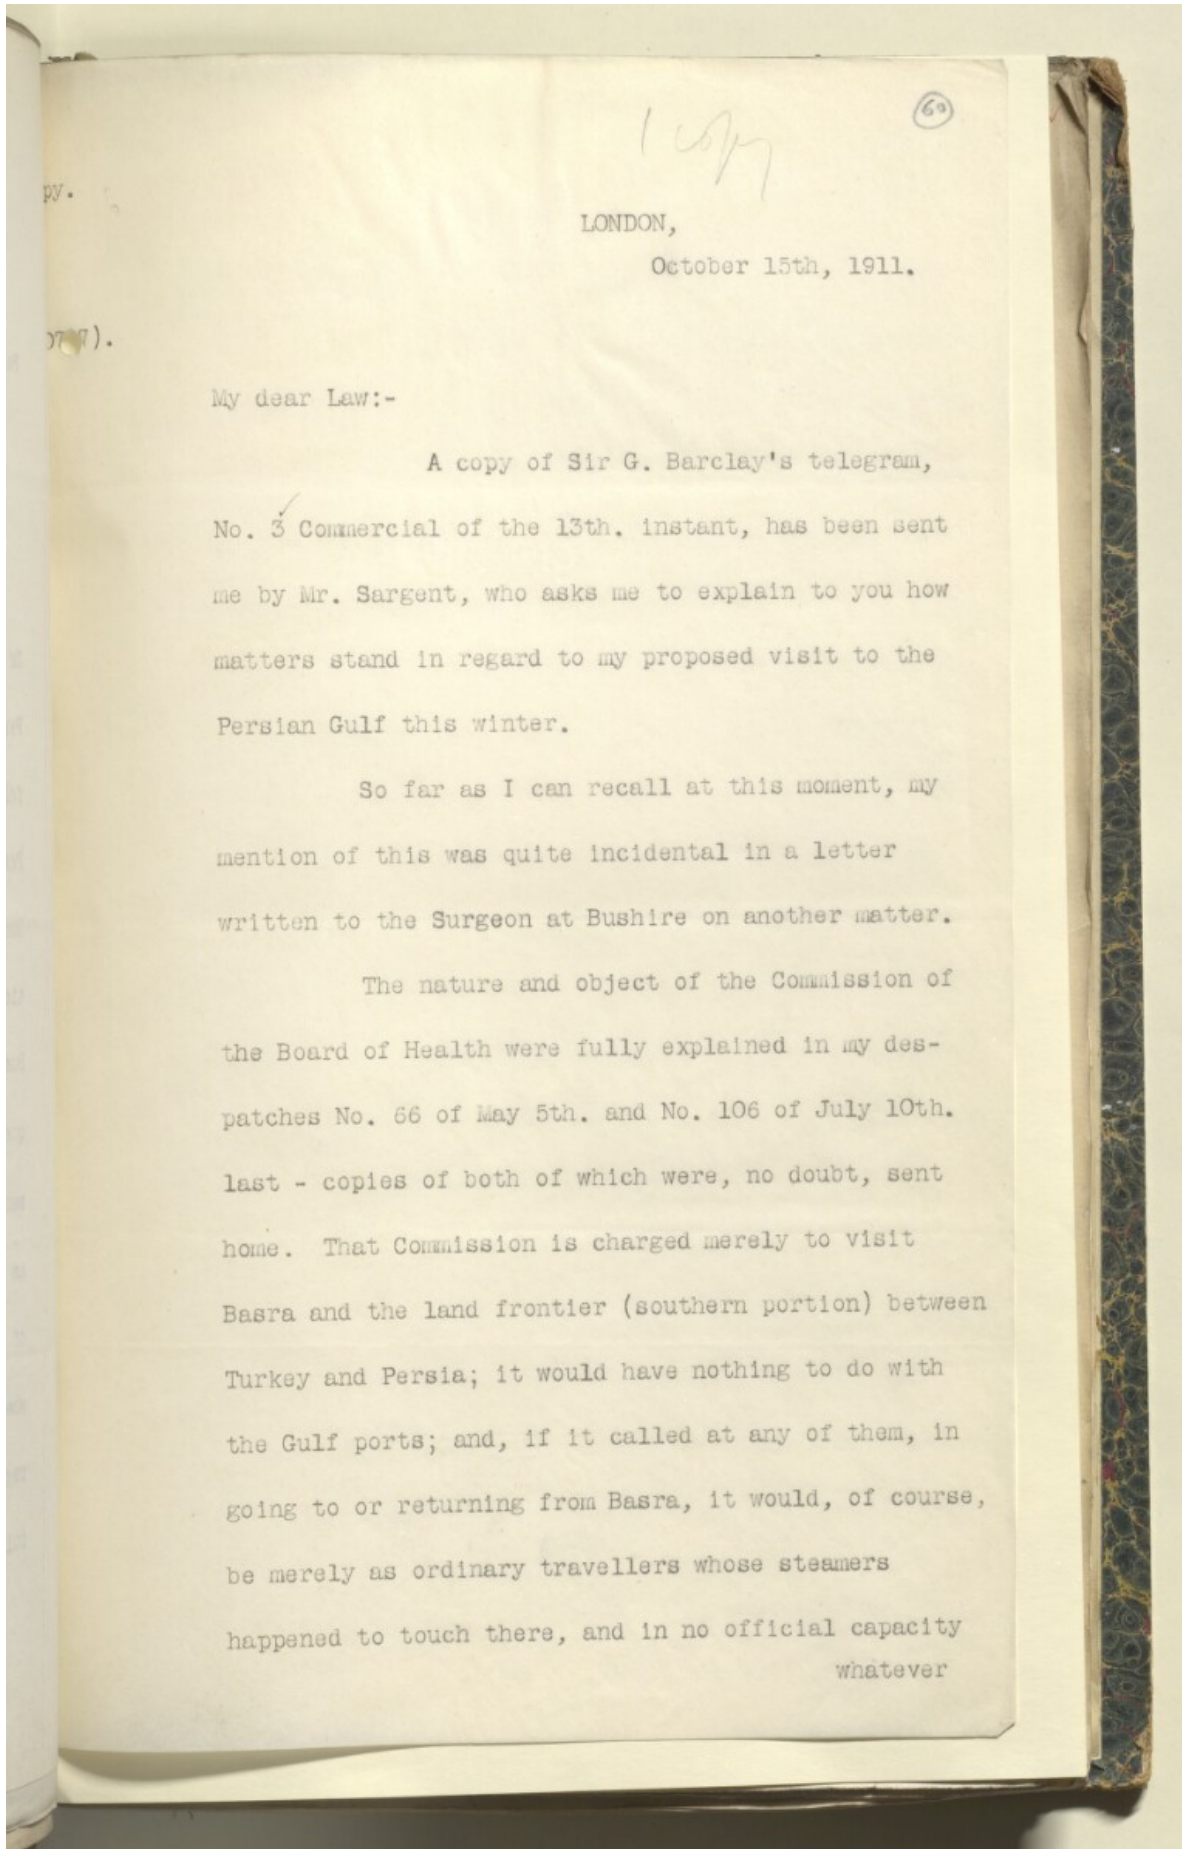 60
1 copy
py.
LONDON,
October 15th, 1911.
7).
My dear Law:-
A copy of Sir G. Barclay's telegram,
No. 3 Commercial of the 13th. instant, has been sent
me by Mr. Sargent, who asks me to explain to you how
matters stand in regard to my proposed visit to the
Persian Gulf this winter.
So far as I can recall at this moment, my
mention of this was quite incidental in a letter
written to the Surgeon at Bushire on another matter.
The nature and object of the Commission of
the Board of Health were fully explained in my des-
patches No. 66 of May 5th. and No. 106 of July 10th.
last - copies of both of which were, no doubt, sent
home. That Commission is charged merely to visit
Basra and the land frontier (southern portion) between
Turkey and Persia; it would have nothing to do with
the Gulf ports; and, if it called at any of them, in
going to or returning from Basra, it would, of course,
be merely as ordinary travellers whose steamers
happened to touch there, and in no official capacity
whatever